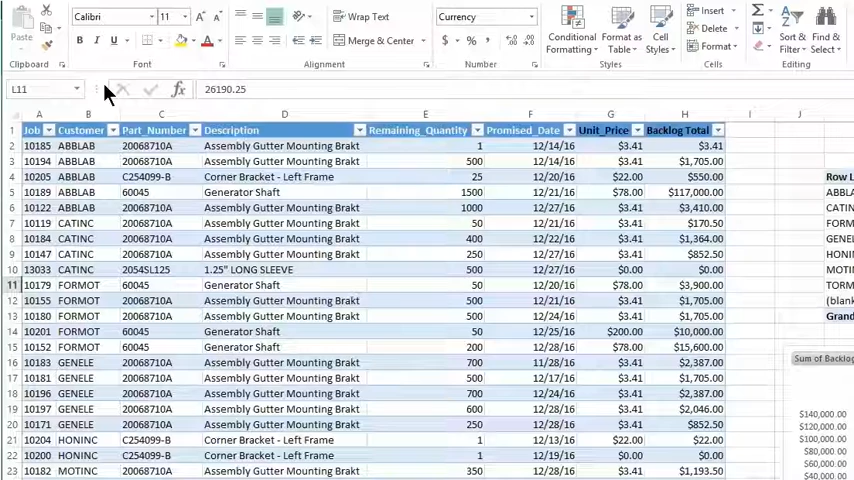 Calibri 11 Wrap Text Currency Insert
Paste B I U Merge & Center $ % Conditional Formatting Format as Table Cell Styles Delete Format Sort & Filter Find & Select
Clipboard Font Alignment Number Styles Cells Editing
L11 fx 26190.25
A B C D E F G H I J
1 Job Customer Part_Number Description Remaining_Quantity Promised_Date Unit_Price Backlog Total
2 10185 ABBLAB 20068710A Assembly Gutter Mounting Brakt 1 12/14/16 $3.41 $3.41
3 10194 ABBLAB 20068710A Assembly Gutter Mounting Brakt 500 12/14/16 $3.41 $1,705.00
4 10205 ABBLAB C254099-B Corner Bracket - Left Frame 25 12/20/16 $22.00 $550.00 Row L
5 10189 ABBLAB 60045 Generator Shaft 1500 12/21/16 $78.00 $117,000.00 ABBLA
6 10122 ABBLAB 20068710A Assembly Gutter Mounting Brakt 1000 12/27/16 $3.41 $3,410.00 CATIN
7 10119 CATINC 20068710A Assembly Gutter Mounting Brakt 50 12/21/16 $3.41 $170.50 FORM
8 10184 CATINC 20068710A Assembly Gutter Mounting Brakt 400 12/22/16 $3.41 $1,364.00 GENEL
9 10147 CATINC 20068710A Assembly Gutter Mounting Brakt 250 12/27/16 $3.41 $852.50 HONIN
10 13033 CATINC 2054SL125 1.25" LONG SLEEVE 500 12/27/16 $0.00 $0.00 MOTIN
11 10179 FORMOT 60045 Generator Shaft 50 12/20/16 $78.00 $3,900.00 TORM
12 10155 FORMOT 20068710A Assembly Gutter Mounting Brakt 500 12/21/16 $3.41 $1,705.00 (blank
13 10180 FORMOT 20068710A Assembly Gutter Mounting Brakt 500 12/21/16 $3.41 $1,705.00 Grand
14 10201 FORMOT 60045 Generator Shaft 50 12/25/16 $200.00 $10,000.00
15 10152 FORMOT 60045 Generator Shaft 200 12/28/16 $78.00 $15,600.00
16 10183 GENELE 20068710A Assembly Gutter Mounting Brakt 700 11/28/16 $3.41 $2,387.00 Sum of Backlog
17 10181 GENELE 20068710A Assembly Gutter Mounting Brakt 500 12/17/16 $3.41 $1,705.00
18 10196 GENELE 20068710A Assembly Gutter Mounting Brakt 700 12/24/16 $3.41 $2,387.00
19 10197 GENELE 20068710A Assembly Gutter Mounting Brakt 600 12/28/16 $3.41 $2,046.00 $140,000.00
20 10171 GENELE 20068710A Assembly Gutter Mounting Brakt 250 12/28/16 $3.41 $852.50 $120,000.00
21 10204 HONINC C254099-B Corner Bracket - Left Frame 1 12/13/16 $22.00 $22.00 $100,000.00
22 10200 HONINC C254099-B Corner Bracket - Left Frame 1 12/19/16 $0.00 $0.00 $80,000.00
23 10182 MOTINC 20068710A Assembly Gutter Mounting Brakt 350 12/28/16 $3.41 $1,193.50 $60,000.00
$40,000.00